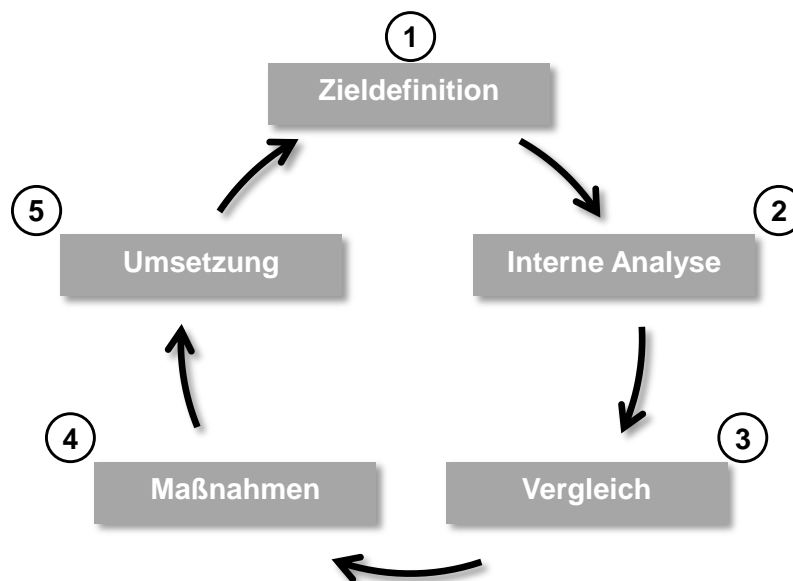 1
Zieldefinition
2
Interne Analyse
3
Vergleich
4
Maßnahmen
5
Umsetzung